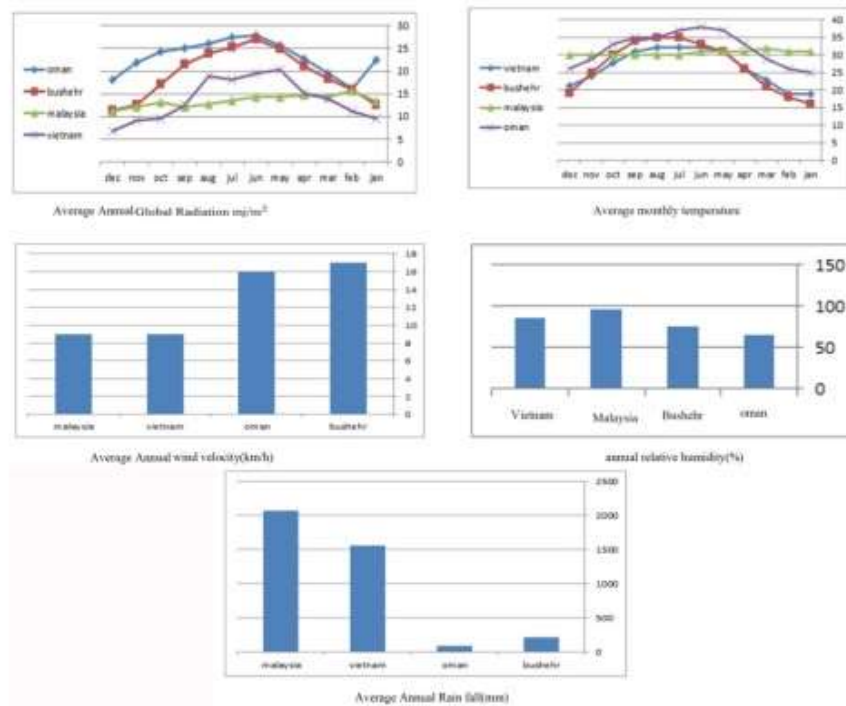 30
25
20
15
10
5
0
oman
bushehr
malaysia
vietnam
dec nov oct sep aug jul jun may apr mar feb jan
Average Annual Global Radiation mj/m²
40
35
30
25
20
15
10
5
0
vietnam
bushehr
malaysia
oman
dec nov oct sep aug jul jun may apr mar feb jan
Average monthly temperature
18
16
14
12
10
8
6
4
2
0
malaysia vietnam oman bushehr
Average Annual wind velocity(km/h)
150
100
50
0
Vietnam Malaysia Bushehr oman
annual relative humidity(%)
2500
2000
1500
1000
500
0
malaysia vietnam oman bushehr
Average Annual Rain fall(mm)